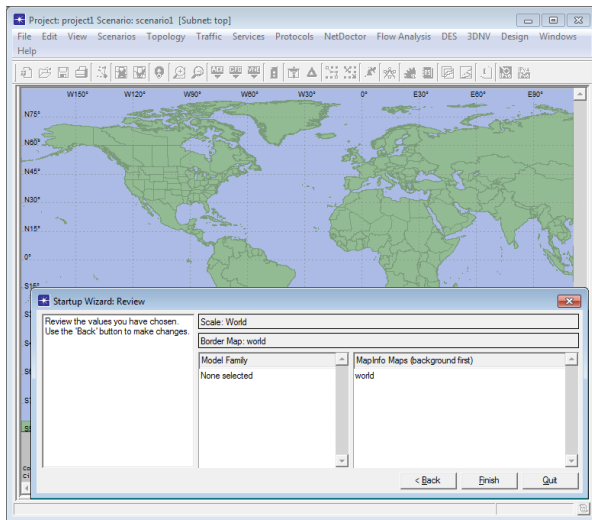 Project: project1 Scenario: scenario1 [Subnet: top]
File Edit View Scenarios Topology Traffic Services Protocols NetDoctor Flow Analysis DES 3DNV Design Windows
Help
W150° W120° W90° W60° W30° 0° E30° E60° E90°
N75°
N60°
N45°
N30°
N15°
0°
Startup Wizard: Review
Review the values you have chosen.
Use the 'Back' button to make changes.
Scale: World
Border Map: world
Model Family
None selected
MapInfo Maps (background first)
world
< Back Finish Quit